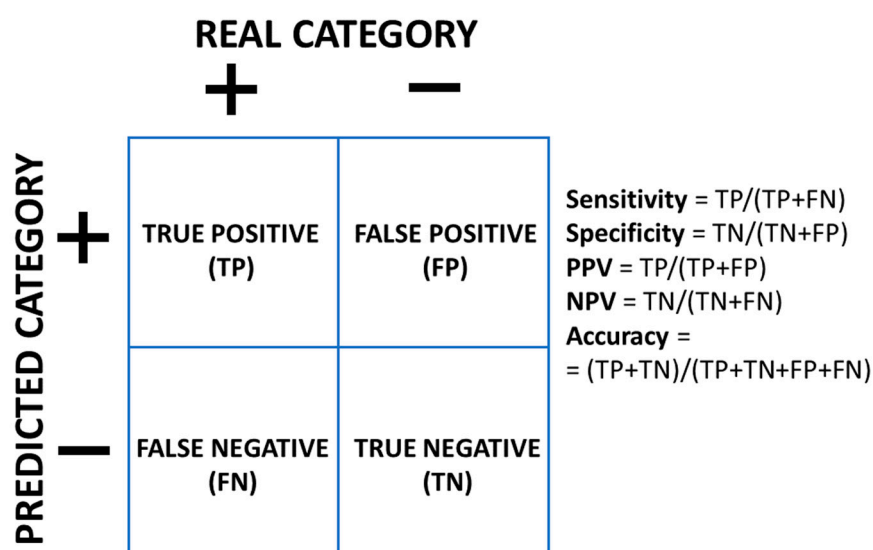 REAL CATEGORY
+ −
PREDICTED CATEGORY
+
−
TRUE POSITIVE
(TP)
FALSE POSITIVE
(FP)
FALSE NEGATIVE
(FN)
TRUE NEGATIVE
(TN)
Sensitivity = TP/(TP+FN)
Specificity = TN/(TN+FP)
PPV = TP/(TP+FP)
NPV = TN/(TN+FN)
Accuracy =
= (TP+TN)/(TP+TN+FP+FN)